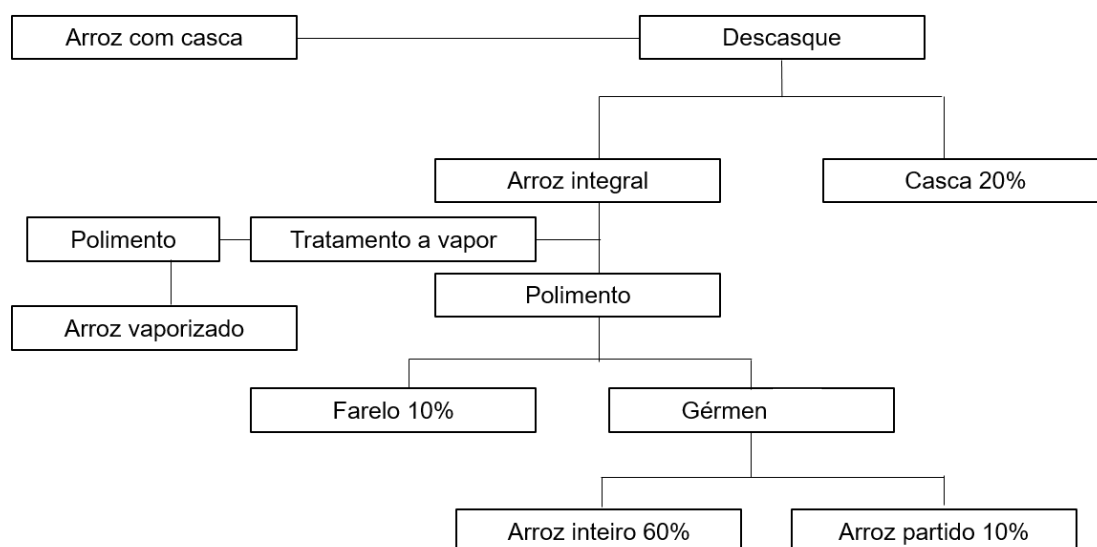 Arroz com casca
Descasque
Arroz integral
Casca 20%
Polimento
Tratamento a vapor
Polimento
Arroz vaporizado
Farelo 10%
Gérmen
Arroz inteiro 60%
Arroz partido 10%